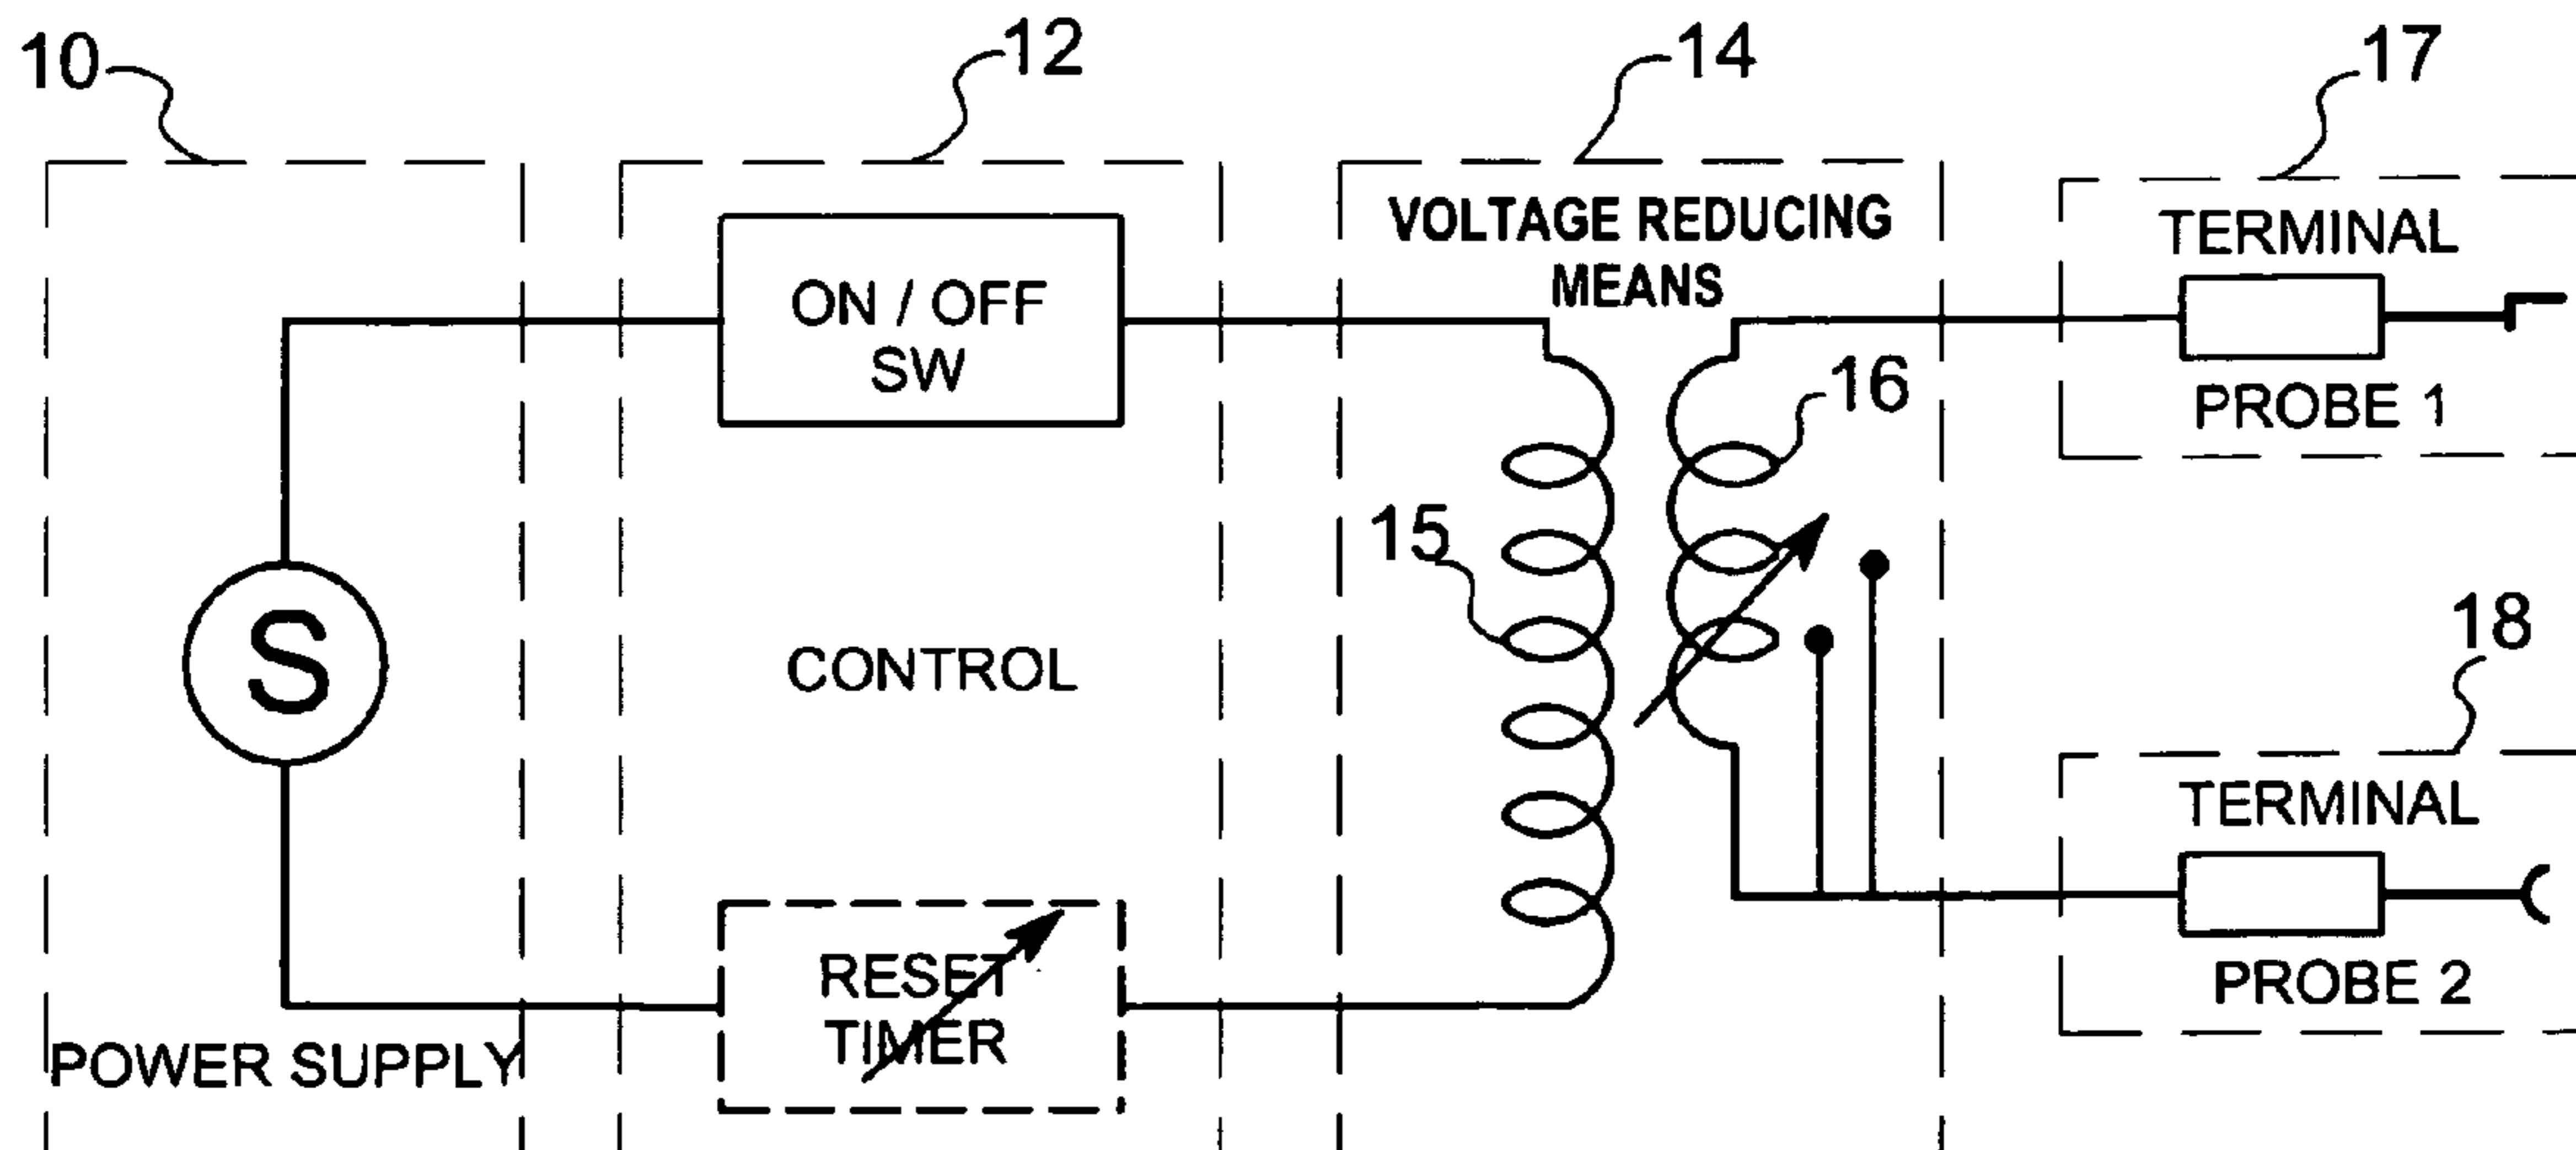 10
12
14
17
VOLTAGE REDUCING
MEANS
TERMINAL
PROBE 1
ON / OFF
SW
16
15
S
CONTROL
18
TERMINAL
PROBE 2
RESET
TIMER
POWER SUPPLY